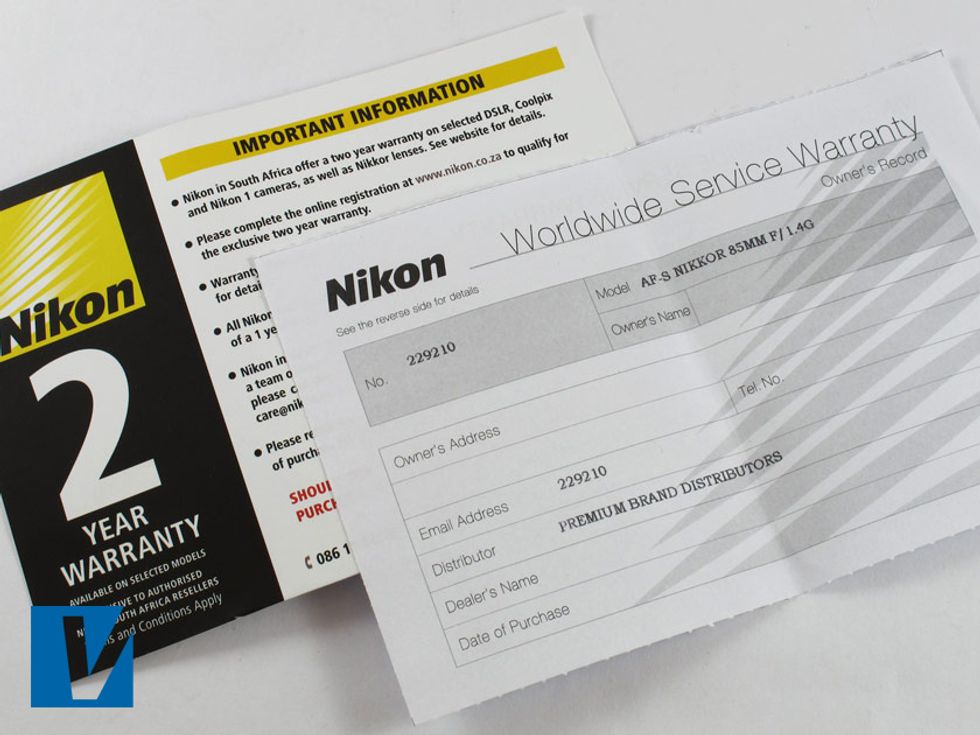 IMPORTANT INFORMATION
● Nikon in South Africa offer a two year warranty on selected DSLR, Coolpix
and Nikon 1 cameras, as well as Nikkor lenses. See website for details.
● Please complete the online registration at www.nikon.co.za to qualify for
the exclusive two year warranty.
● Warranty
for detai
● All Nikor
of a 1 ye
● Nikon in
a team o
please c
care@nik
● Please re
of purch
SHOUL
PURCH
086 1
Nikon
2
YEAR
WARRANTY
AVAILABLE ON SELECTED MODELS
SIVE TO AUTHORISED
OUTH AFRICA RESELLERS
s and Conditions Apply
Nikon
Worldwide Service Warranty
Owner's Record
See the reverse side for details
No. 229210
Model AF-S NIKKOR 85MM F/1.4G
Owner's Name
Owner's Address
Tel. No.
Email Address 229210
Distributor PREMIUM BRAND DISTRIBUTORS
Dealer's Name
Date of Purchase
V